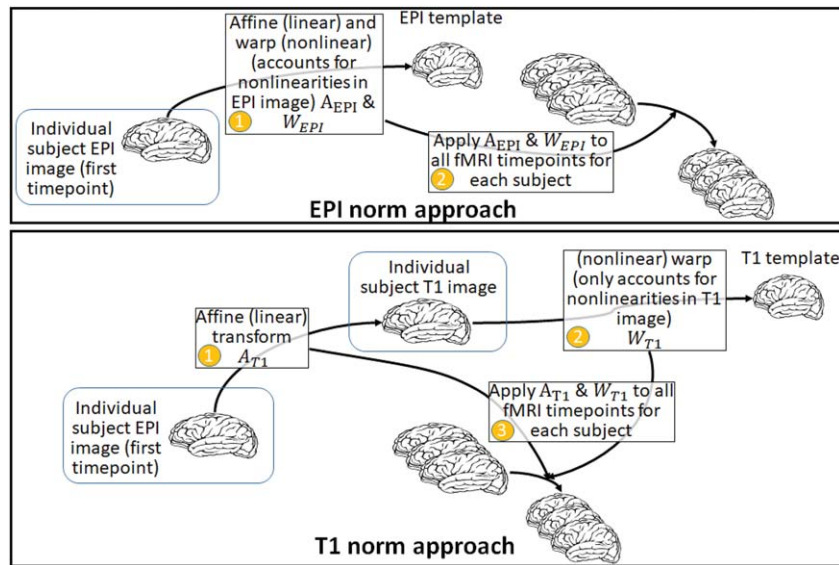 Affine (linear) and
warp (nonlinear)
(accounts for
nonlinearities in
EPI image) A_EPI &
1 W_EPI
EPI template
Individual
subject EPI
image (first
timepoint)
Apply A_EPI & W_EPI to
all fMRI timepoints for
2 each subject
EPI norm approach
Individual
subject T1 image
(nonlinear) warp
(only accounts for
nonlinearities in T1
image)
2 W_T1
T1 template
Affine (linear)
transform
1 A_T1
Individual
subject EPI
image (first
timepoint)
Apply A_T1 & W_T1 to all
fMRI timepoints for
3 each subject
T1 norm approach